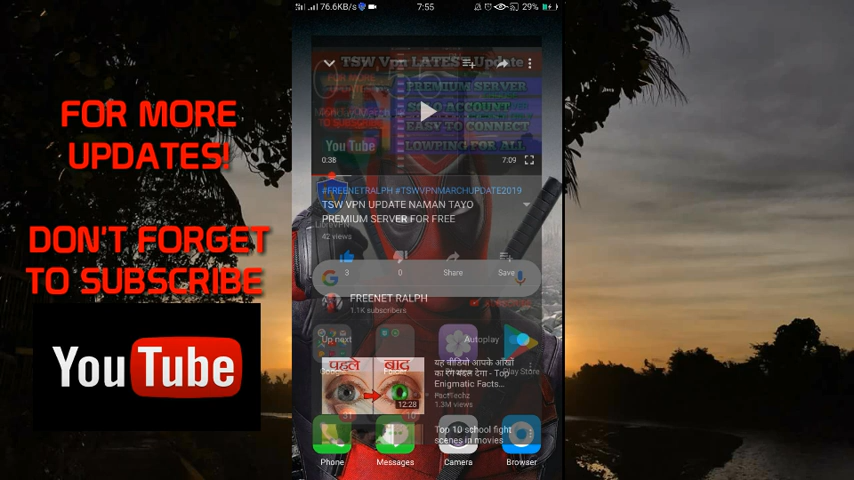 FOR MORE
UPDATES!
DON'T FORGET
TO SUBSCRIBE
YouTube
76.6KB/s
7:55
29%
TSW Vpn LATEST Update
PREMIUM SERVER
EASY TO CONNECT
LOWPING FOR ALL
YouTube
0:38
7:09
#FREENETRALPH #TSWVPNMARCHUPDATE2019
TSW VPN UPDATE NAMAN TAYO
PREMIUM SERVER FOR FREE
42 views
3
0
Share
Save
FREENET RALPH
1.1K subscribers
Up next
Autoplay
Play Store
पहले
बाद
12:28
यह वीडियो आपके आँखों
का रंग बदल देगा - Top
Enigmatic Facts...
FactTechz
1.3M views
Top 10 school fight
scenes in movies
Phone
Messages
Camera
Browser